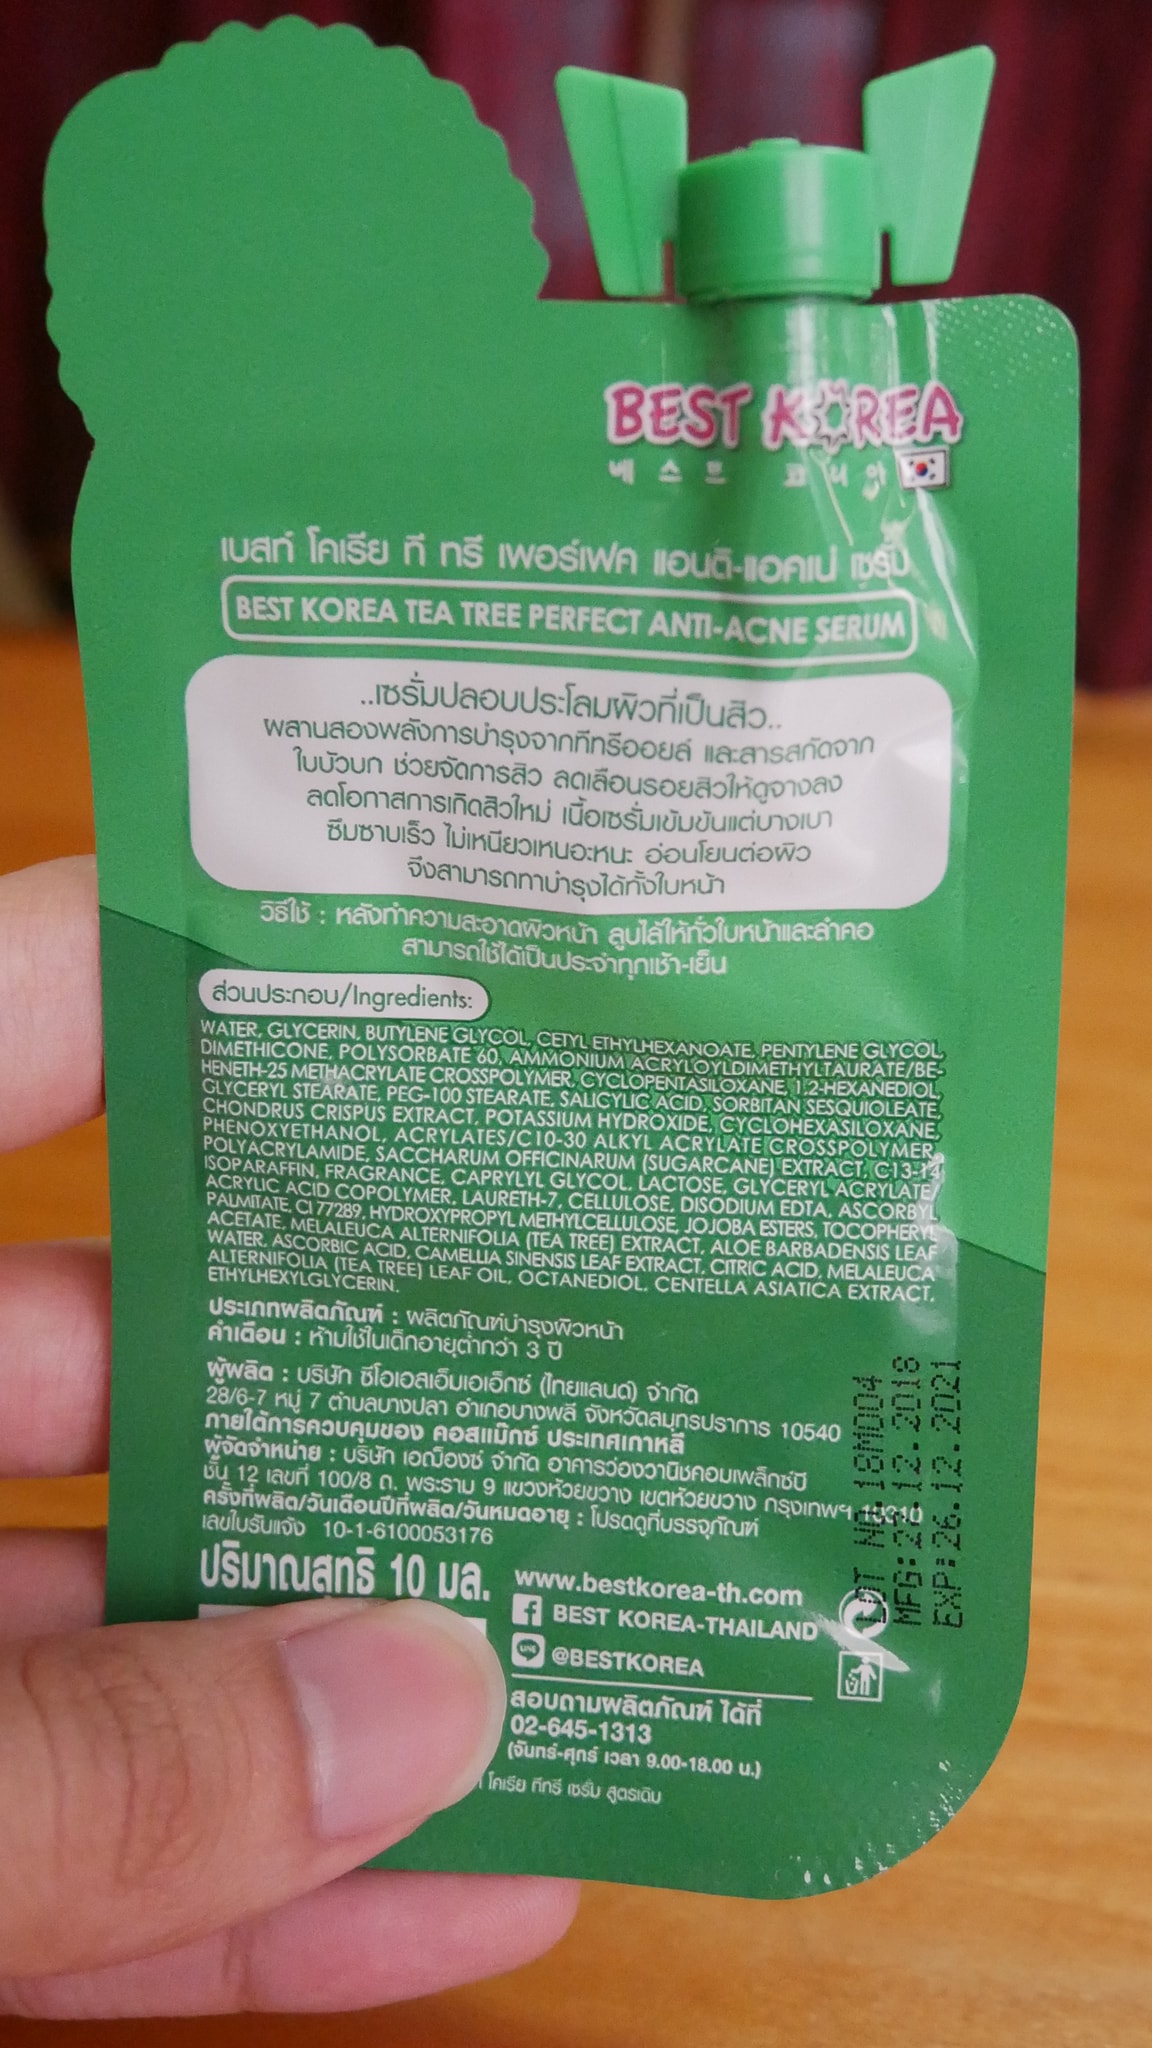 BEST KOREA
베스트 코리아
เบสท์ โคเรีย ที ทรี เพอร์เฟค แอนติ-แอคเน่ เซรั่ม
BEST KOREA TEA TREE PERFECT ANTI-ACNE SERUM
..เซรั่มปลอบประโลมผิวที่เป็นสิว..
ผสานสองพลังการบำรุงจากทีทรีออยล์ และสารสกัดจาก
ใบบัวบก ช่วยจัดการสิว ลดเลือนรอยสิวให้ดูจางลง
ลดโอกาสการเกิดสิวใหม่ เนื้อเซรั่มเข้มข้นแต่บางเบา
ซึมซาบเร็ว ไม่เหนียวเหนอะหนะ อ่อนโยนต่อผิว
จึงสามารถทาบำรุงได้ทั้งใบหน้า
วิธีใช้ : หลังทำความสะอาดผิวหน้า ลูบไล้ให้ทั่วใบหน้าและลำคอ
สามารถใช้ได้เป็นประจำทุกเช้า-เย็น
ส่วนประกอบ/Ingredients:
WATER, GLYCERIN, BUTYLENE GLYCOL, CETYL ETHYLHEXANOATE, PENTYLENE GLYCOL,
DIMETHICONE, POLYSORBATE 60, AMMONIUM ACRYLOYLDIMETHYLTAURATE/BE-
HENETH-25 METHACRYLATE CROSSPOLYMER, CYCLOPENTASILOXANE, 1,2-HEXANEDIOL,
GLYCERYL STEARATE, PEG-100 STEARATE, SALICYLIC ACID, SORBITAN SESQUIOLEATE,
CHONDRUS CRISPUS EXTRACT, POTASSIUM HYDROXIDE, CYCLOHEXASILOXANE,
PHENOXYETHANOL, ACRYLATES/C10-30 ALKYL ACRYLATE CROSSPOLYMER,
POLYACRYLAMIDE, SACCHARUM OFFICINARUM (SUGARCANE) EXTRACT, C13-14
ISOPARAFFIN, FRAGRANCE, CAPRYLYL GLYCOL, LACTOSE, GLYCERYL ACRYLATE/
ACRYLIC ACID COPOLYMER, LAURETH-7, CELLULOSE, DISODIUM EDTA, ASCORBYL
PALMITATE, CI 77289, HYDROXYPROPYL METHYLCELLULOSE, JOJOBA ESTERS, TOCOPHERYL
ACETATE, MELALEUCA ALTERNIFOLIA (TEA TREE) EXTRACT, ALOE BARBADENSIS LEAF
WATER, ASCORBIC ACID, CAMELLIA SINENSIS LEAF EXTRACT, CITRIC ACID, MELALEUCA
ALTERNIFOLIA (TEA TREE) LEAF OIL, OCTANEDIOL, CENTELLA ASIATICA EXTRACT,
ETHYLHEXYLGLYCERIN.
ประเภทผลิตภัณฑ์ : ผลิตภัณฑ์บำรุงผิวหน้า
คำเตือน : ห้ามใช้ในเด็กอายุต่ำกว่า 3 ปี
ผู้ผลิต : บริษัท ซีโอเอสเอ็มเอเอ็กซ์ (ไทยแลนด์) จำกัด
28/6-7 หมู่ 7 ตำบลบางปลา อำเภอบางพลี จังหวัดสมุทรปราการ 10540
ภายใต้การควบคุมของ คอสแม๊กซ์ ประเทศเกาหลี
ผู้จัดจำหน่าย : บริษัท เอญ็องซ์ จำกัด อาคารว่องวานิชคอมเพล็กซ์บี
ชั้น 12 เลขที่ 100/8 ถ. พระราม 9 แขวงห้วยขวาง เขตห้วยขวาง กรุงเทพฯ 10310
ครั้งที่ผลิต/วันเดือนปีที่ผลิต/วันหมดอายุ : โปรดดูที่บรรจุภัณฑ์
เลขใบรับแจ้ง 10-1-6100053176
ปริมาณสุทธิ 10 มล.
www.bestkorea-th.com
BEST KOREA-THAILAND
LINE @BESTKOREA
สอบถามผลิตภัณฑ์ ได้ที่
02-645-1313
(จันทร์-ศุกร์ เวลา 9.00-18.00 น.)
โคเรีย ทีทรี เซรั่ม สูตรเดิม
LOT NO.18M004
MFG:27.12.2018
EXP:26.12.2021